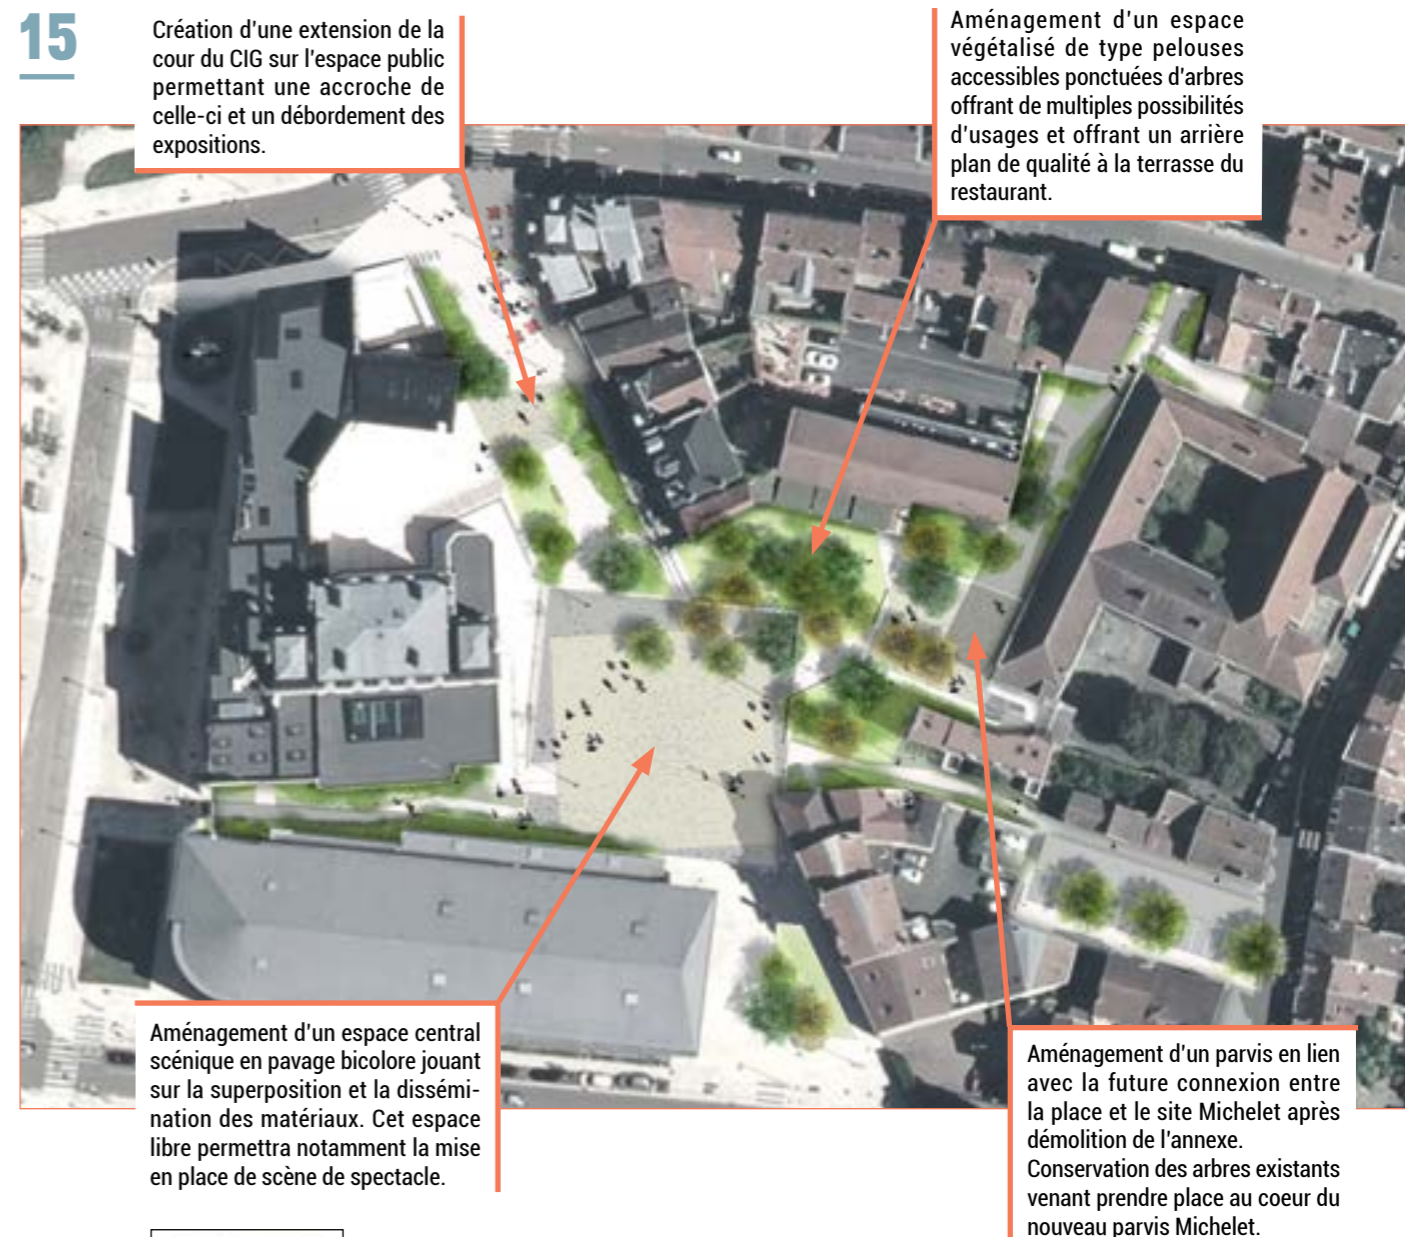 15
Création d'une extension de la
cour du CIG sur l'espace public
permettant une accroche de
celle-ci et un débordement des
expositions.
Aménagement d'un espace
végétalisé de type pelouses
accessibles ponctuées d'arbres
offrant de multiples possibilités
d'usages et offrant un arrière
plan de qualité à la terrasse du
restaurant.
Aménagement d'un espace central
scénique en pavage bicolore jouant
sur la superposition et la dissémi-
nation des matériaux. Cet espace
libre permettra notamment la mise
en place de scène de spectacle.
Aménagement d'un parvis en lien
avec la future connexion entre
la place et le site Michelet après
démolition de l'annexe.
Conservation des arbres existants
venant prendre place au coeur du
nouveau parvis Michelet.